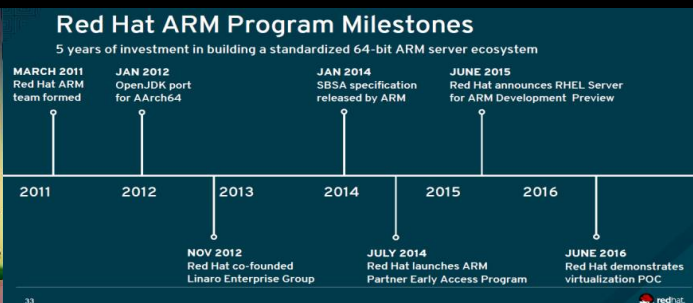 Red Hat ARM Program Milestones
5 years of investment in building a standardized 64-bit ARM server ecosystem
MARCH 2011
Red Hat ARM
team formed
JAN 2012
OpenJDK port
for AArch64
JAN 2014
SBSA specification
released by ARM
JUNE 2015
Red Hat announces RHEL Server
for ARM Development Preview
2011
2012
2013
2014
2015
2016
NOV 2012
Red Hat co-founded
Linaro Enterprise Group
JULY 2014
Red Hat launches ARM
Partner Early Access Program
JUNE 2016
Red Hat demonstrates
virtualization POC
33
redhat.